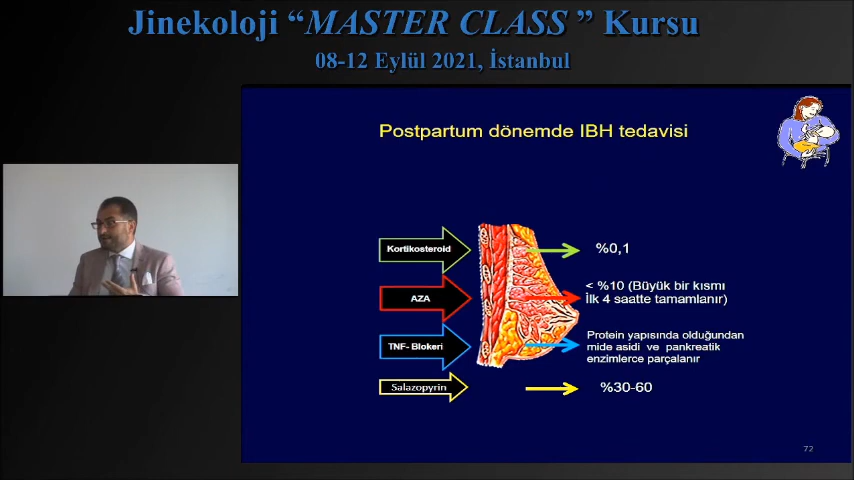 Jinekoloji “MASTER CLASS ” Kursu
08-12 Eylül 2021, İstanbul
Postpartum dönemde IBH tedavisi
Kortikosteroid
%0,1
AZA
< %10 (Büyük bir kısmı
İlk 4 saatte tamamlanır)
TNF- Blokeri
Protein yapısında olduğundan
mide asidi ve pankreatik
enzimlerce parçalanır
Salazopyrin
%30-60
72